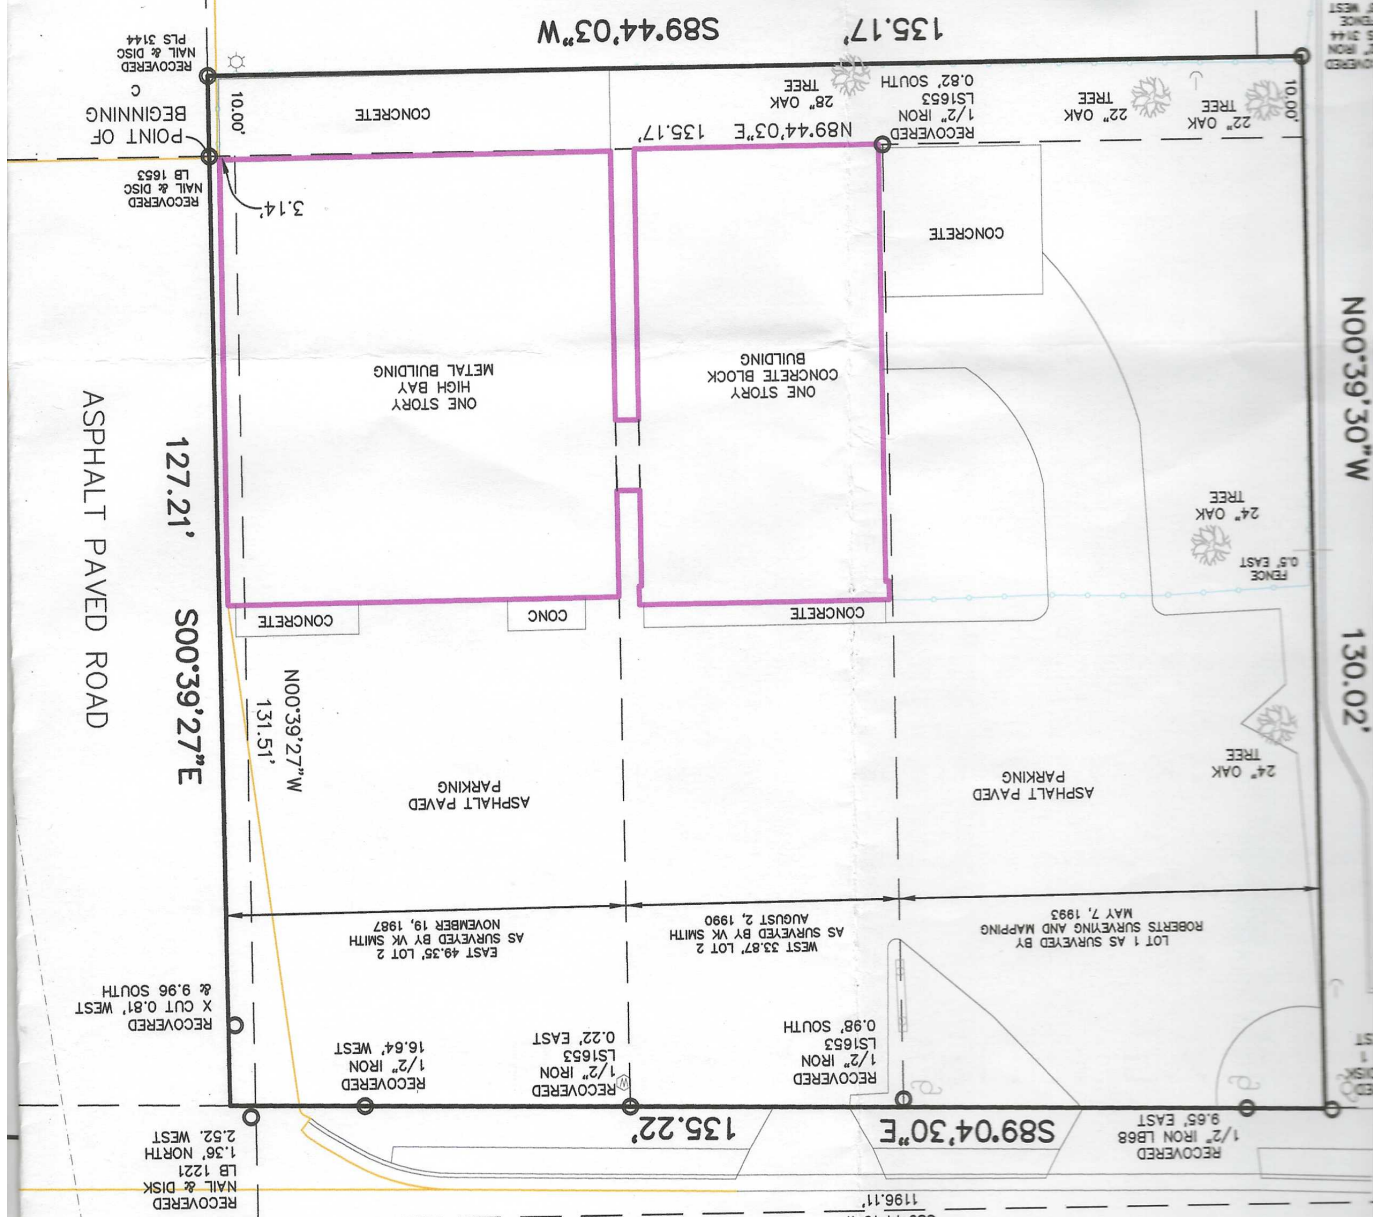 RECOVERED
NAIL & DISK
LB 1221
1.36' NORTH
2.52. WEST
1196.11'
RECOVERED
1/2" IRON LB68
9.65' EAST
S89°04'30"E
135.22'
RECOVERED
1/2" IRON
16.64' WEST
RECOVERED
1/2" IRON
LS1653
0.22' EAST
W
RECOVERED
1/2" IRON
LS1653
0.98' SOUTH
RECOVERED
X CUT 0.81' WEST
& 9.96 SOUTH
LOT 1 AS SURVEYED BY
ROBERTS SURVEYING AND MAPPING
MAY 7, 1993
WEST 33.87' LOT 2
AS SURVEYED BY VK SMITH
AUGUST 2, 1990
EAST 49.35' LOT 2
AS SURVEYED BY VK SMITH
NOVEMBER 19, 1987
ASPHALT PAVED
PARKING
ASPHALT PAVED
PARKING
24" OAK
TREE
N00°39'27"W
131.51'
127.21'
S00°39'27"E
ASPHALT PAVED ROAD
N00°39'30"W
130.02'
CONCRETE
CONC
CONCRETE
FENCE
0.5' EAST
24" OAK
TREE
ONE STORY
CONCRETE BLOCK
BUILDING
ONE STORY
HIGH BAY
METAL BUILDING
CONCRETE
3.14'
RECOVERED
NAIL & DISC
LB 1653
POINT OF
BEGINNING
C
RECOVERED
NAIL & DISC
PLS 3144
N89°44'03"E 135.17'
RECOVERED
1/2" IRON
LS1653
0.82' SOUTH
22" OAK
TREE
22" OAK
TREE
10.00'
28" OAK
TREE
CONCRETE
10.00'
135.17'
S89°44'03"W